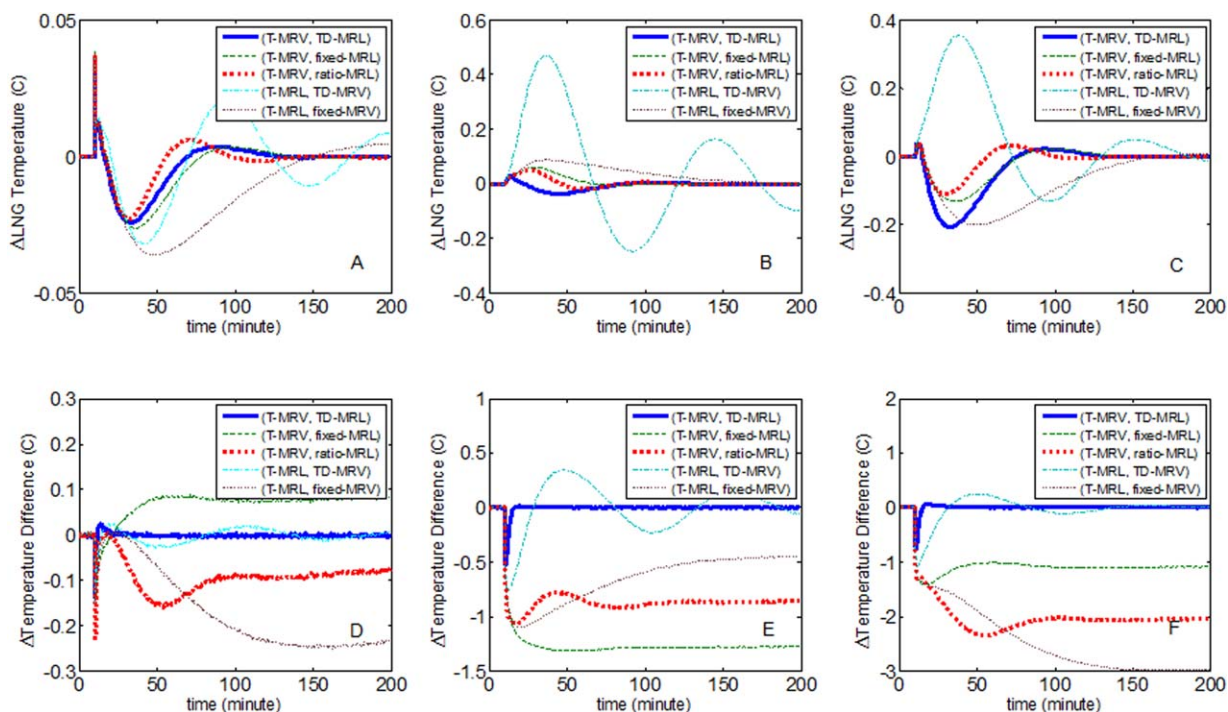 ΔLNG Temperature (C)
0.05
0
-0.05
(T-MRV, TD-MRL)
(T-MRV, fixed-MRL)
(T-MRV, ratio-MRL)
(T-MRL, TD-MRV)
(T-MRL, fixed-MRV)
A
0 50 100 150 200
time (minute)
ΔLNG Temperature (C)
0.6
0.4
0.2
0
-0.2
-0.4
-0.6
(T-MRV, TD-MRL)
(T-MRV, fixed-MRL)
(T-MRV, ratio-MRL)
(T-MRL, TD-MRV)
(T-MRL, fixed-MRV)
B
0 50 100 150 200
time (minute)
ΔLNG Temperature (C)
0.4
0.2
0
-0.2
-0.4
(T-MRV, TD-MRL)
(T-MRV, fixed-MRL)
(T-MRV, ratio-MRL)
(T-MRL, TD-MRV)
(T-MRL, fixed-MRV)
C
0 50 100 150 200
time (minute)
ΔTemperature Difference (C)
0.3
0.2
0.1
0
-0.1
-0.2
-0.3
(T-MRV, TD-MRL)
(T-MRV, fixed-MRL)
(T-MRV, ratio-MRL)
(T-MRL, TD-MRV)
(T-MRL, fixed-MRV)
D
0 50 100 150 200
time (minute)
ΔTemperature Difference (C)
1
0.5
0
-0.5
-1
-1.5
(T-MRV, TD-MRL)
(T-MRV, fixed-MRL)
(T-MRV, ratio-MRL)
(T-MRL, TD-MRV)
(T-MRL, fixed-MRV)
E
0 50 100 150 200
time (minute)
ΔTemperature Difference (C)
2
1
0
-1
-2
-3
(T-MRV, TD-MRL)
(T-MRV, fixed-MRL)
(T-MRV, ratio-MRL)
(T-MRL, TD-MRV)
(T-MRL, fixed-MRV)
F
0 50 100 150 200
time (minute)